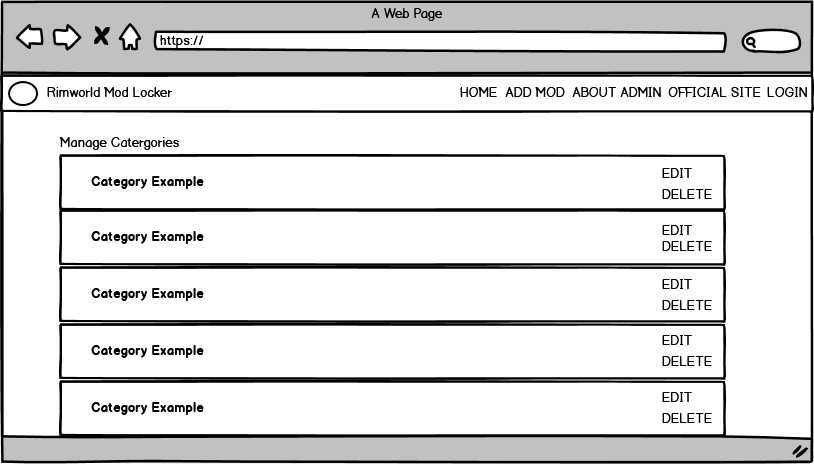 A Web Page
https://
Rimworld Mod Locker HOME ADD MOD ABOUT ADMIN OFFICIAL SITE LOGIN
Manage Catergories
Category Example
EDIT
DELETE
Category Example
EDIT
DELETE
Category Example
EDIT
DELETE
Category Example
EDIT
DELETE
Category Example
EDIT
DELETE